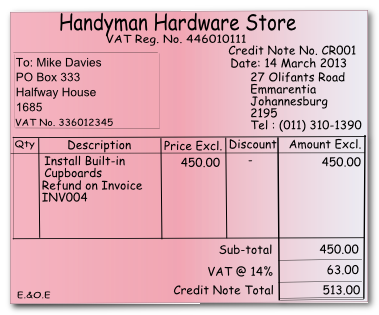 Handyman Hardware Store
VAT Reg. No. 446010111
Credit Note No. CR001
To: Mike Davies
Date: 14 March 2013
PO Box 333
27 Olifants Road
Halfway House
Emmarentia
1685
Johannesburg
2195
VAT No. 336012345
Tel : (011) 310-1390
Qty Description Price Excl. Discount Amount Excl.
Install Built-in 450.00 - 450.00
Cupboards
Refund on Invoice
INV004
Sub-total 450.00
VAT @ 14% 63.00
Credit Note Total 513.00
E.&O.E